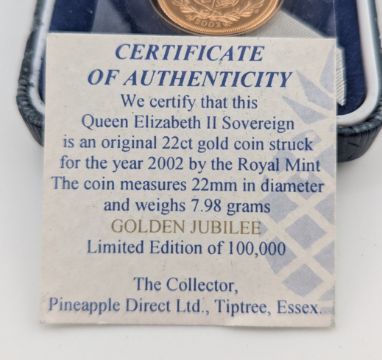 2002
CERTIFICATE
OF AUTHENTICITY
We certify that this
Queen Elizabeth II Sovereign
is an original 22ct gold coin struck
for the year 2002 by the Royal Mint
The coin measures 22mm in diameter
and weighs 7.98 grams
GOLDEN JUBILEE
Limited Edition of 100,000
The Collector,
Pineapple Direct Ltd., Tiptree, Essex.